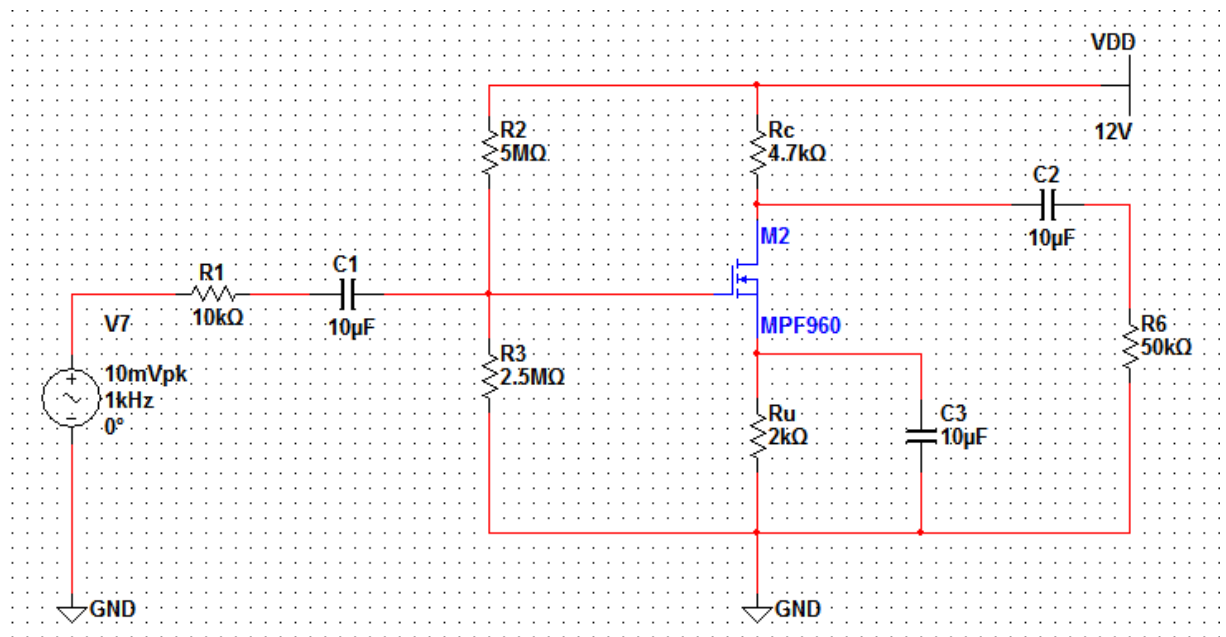 VDD
12V
R2
5MΩ
Rc
4.7kΩ
C2
10µF
M2
MPF960
R1
10kΩ
C1
10µF
V7
10mVpk
1kHz
0°
R3
2.5MΩ
R6
50kΩ
Ru
2kΩ
C3
10µF
GND
GND